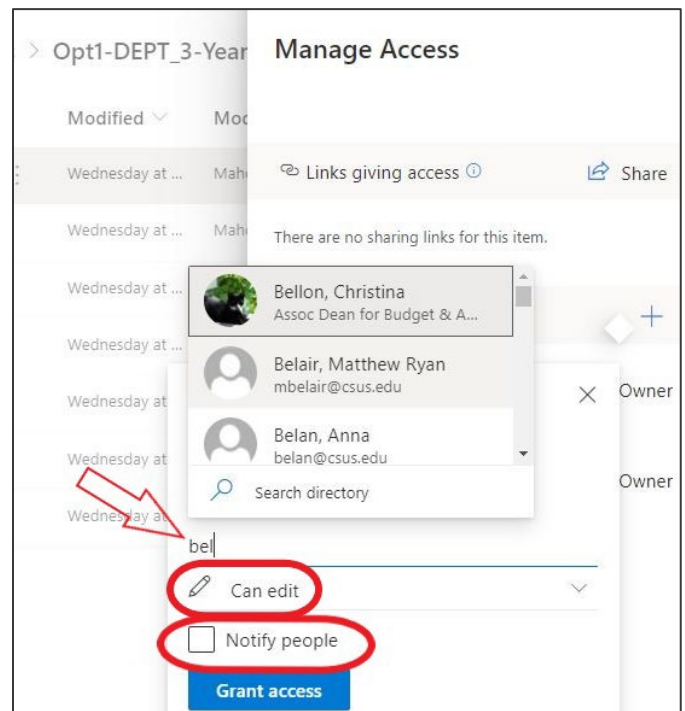 > Opt1-DEPT_3-Year
Manage Access
Modified
Mod
Wednesday at ...
Mah
Links giving access
Share
Wednesday at ...
Mah
There are no sharing links for this item.
Wednesday at ...
Bellon, Christina
Assoc Dean for Budget & A...
+
Wednesday at ...
Belair, Matthew Ryan
mbelair@csus.edu
Wednesday at
Owner
Belan, Anna
belan@csus.edu
Wednesday at
Owner
Search directory
Wednesday at
bel
Can edit
Notify people
Grant access